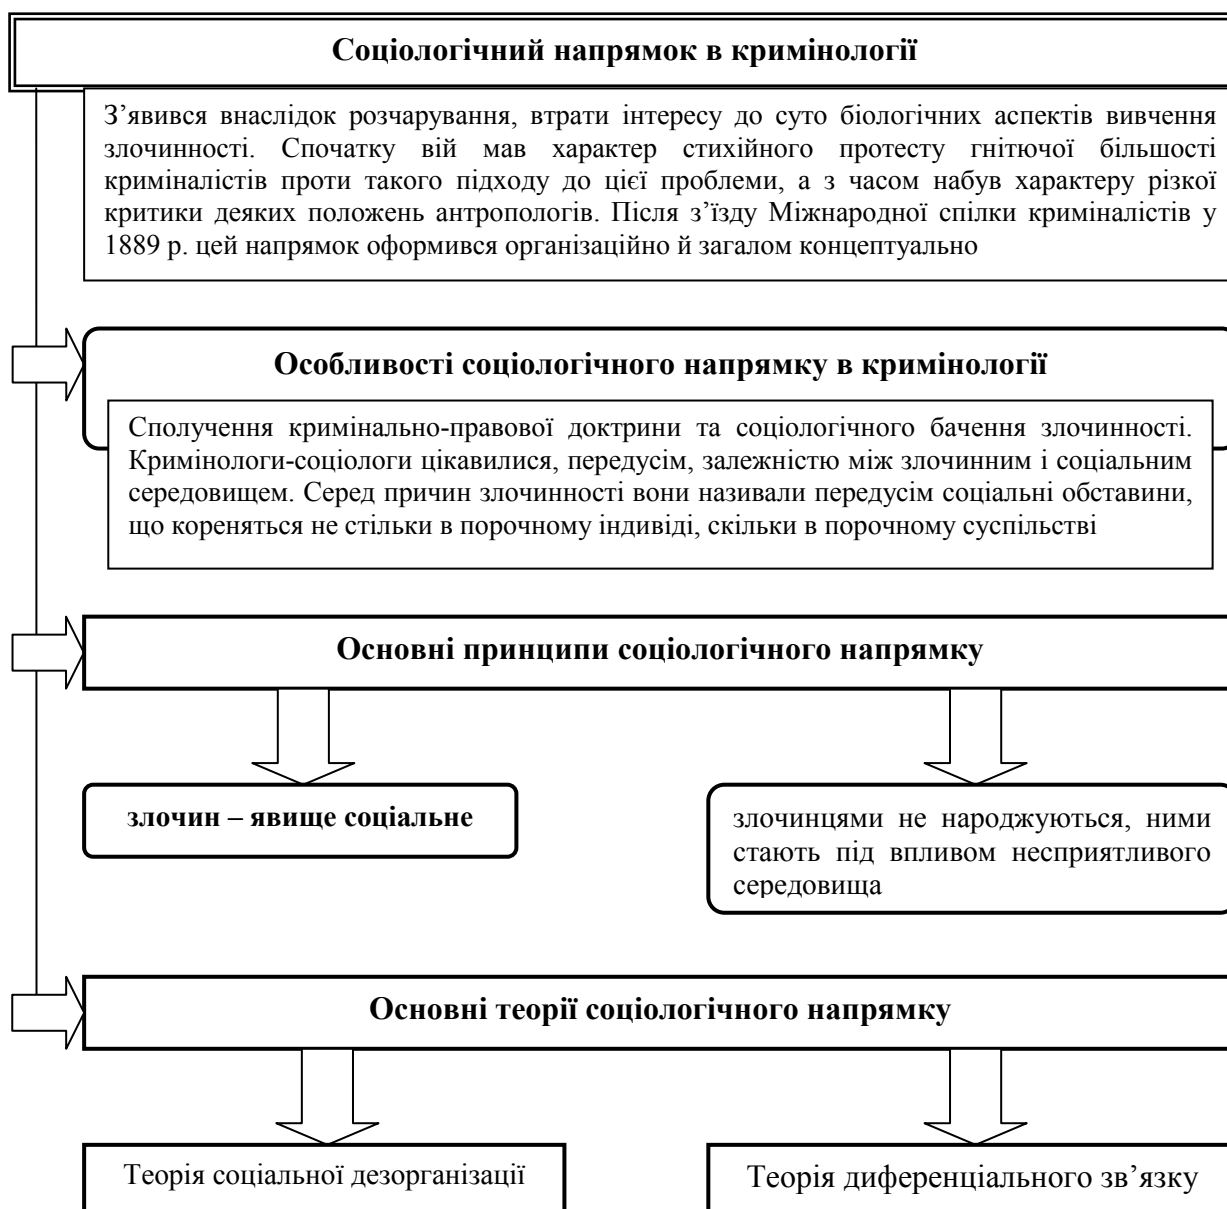 Соціологічний напрямок в кримінології
З’явився внаслідок розчарування, втрати інтересу до суто біологічних аспектів вивчення
злочинності. Спочатку вій мав характер стихійного протесту гнітючої більшості
криміналістів проти такого підходу до цієї проблеми, а з часом набув характеру різкої
критики деяких положень антропологів. Після з’їзду Міжнародної спілки криміналістів у
1889 р. цей напрямок оформився організаційно й загалом концептуально
Особливості соціологічного напрямку в кримінології
Сполучення кримінально-правової доктрини та соціологічного бачення злочинності.
Кримінологи-соціологи цікавилися, передусім, залежністю між злочинним і соціальним
середовищем. Серед причин злочинності вони називали передусім соціальні обставини,
що кореняться не стільки в порочному індивіді, скільки в порочному суспільстві
Основні принципи соціологічного напрямку
злочин – явище соціальне
злочинцями не народжуються, ними
стають під впливом несприятливого
середовища
Основні теорії соціологічного напрямку
Теорія соціальної дезорганізації
Теорія диференціального зв’язку